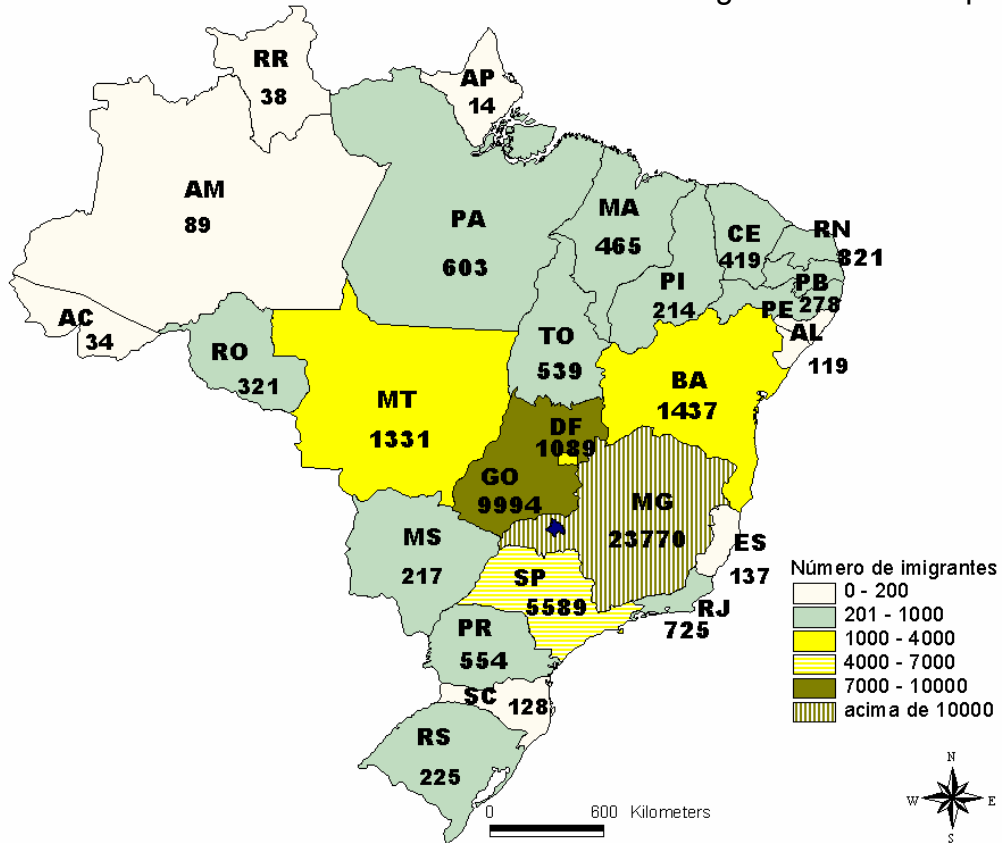 RR
38
AP
14
AM
89
PA
603
MA
465
CE
419
RN
821
PI
214
PB
278
PE
AL
119
AC
34
RO
321
TO
539
MT
1331
BA
1437
DF
1089
GO
9994
MG
23770
MS
217
ES
137
SP
5589
RJ
725
PR
554
SC
128
RS
225
Número de imigrantes
0 - 200
201 - 1000
1000 - 4000
4000 - 7000
7000 - 10000
acima de 10000
0 600 Kilometers
N
W E
S